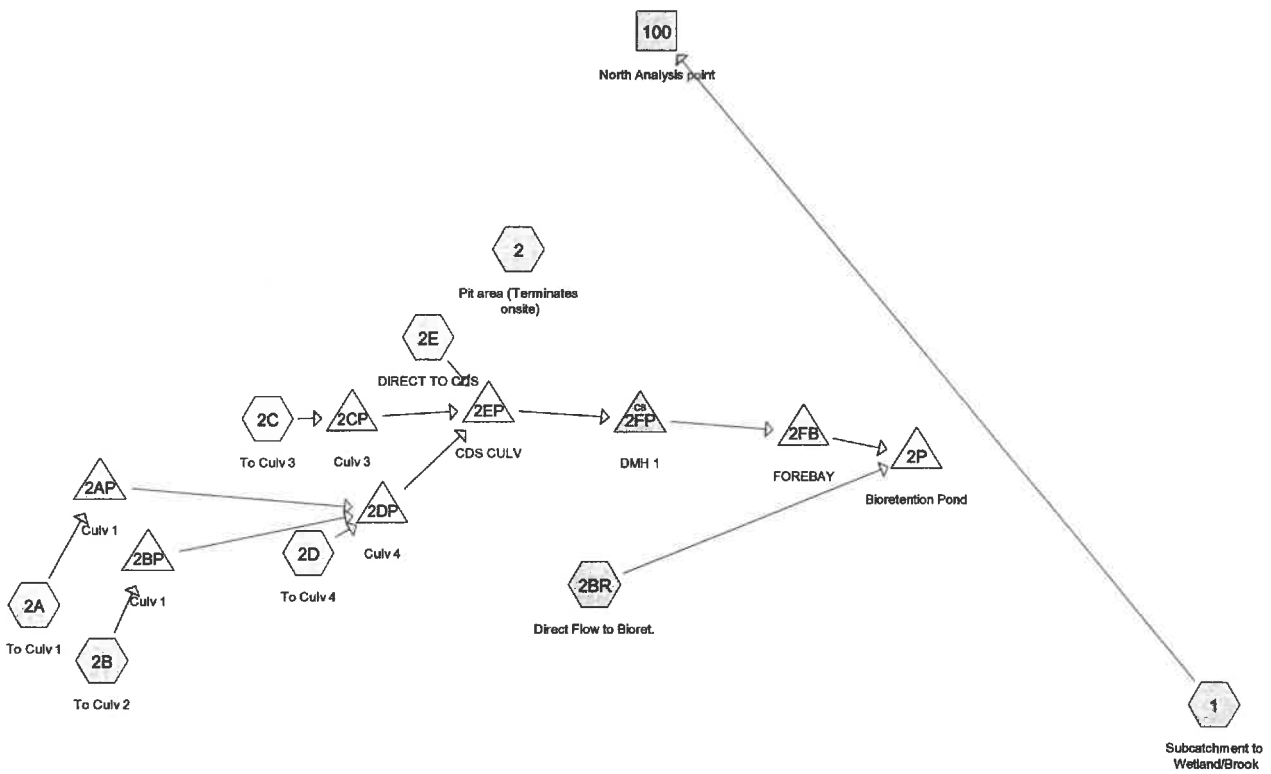 100
North Analysis point
2
Pit area (Terminates
onsite)
2E
DIRECT TO CDS
2C
To Culv 3
2CP
Culv 3
2EP
CDS CULV
CB
2FP
DMH 1
2FB
FOREBAY
2P
Bioretention Pond
2AP
Culv 1
2DP
Culv 4
2BP
Culv 1
2D
To Culv 4
2BR
Direct Flow to Bioret.
2A
To Culv 1
2B
To Culv 2
1
Subcatchment to
Wetland/Brook